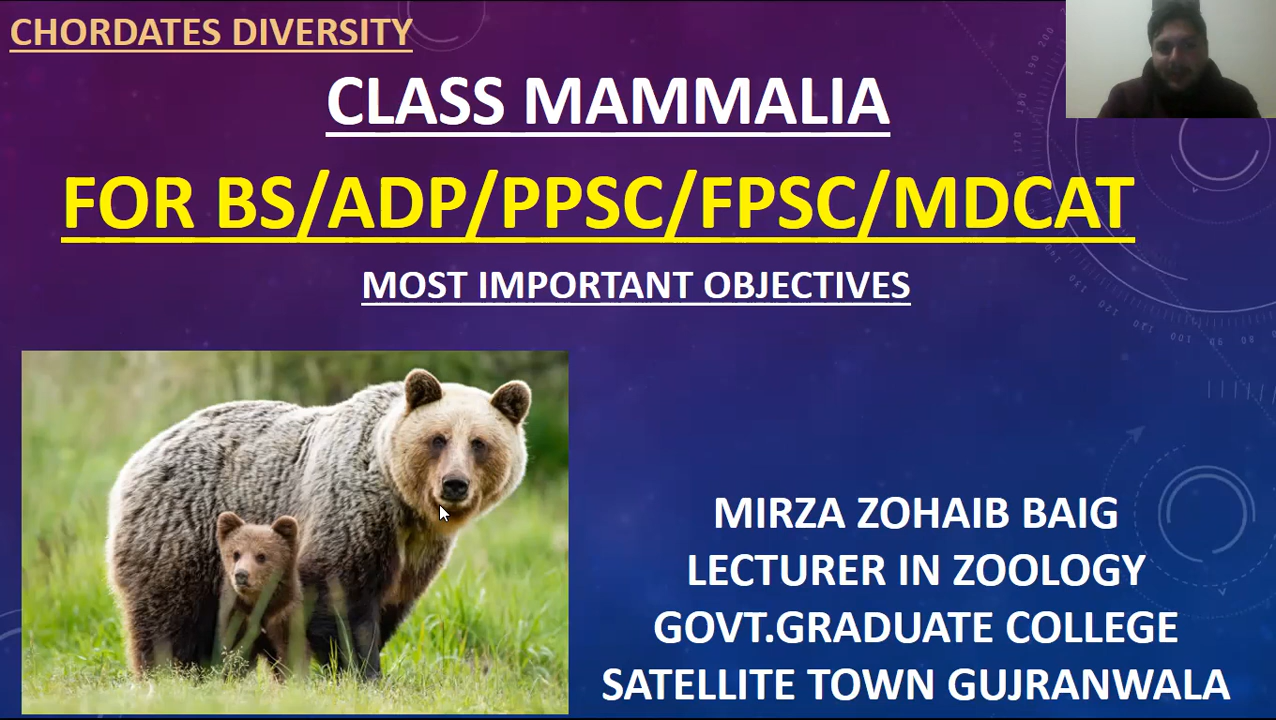 CHORDATES DIVERSITY
CLASS MAMMALIA
FOR BS/ADP/PPSC/FPSC/MDCAT
MOST IMPORTANT OBJECTIVES
MIRZA ZOHAIB BAIG
LECTURER IN ZOOLOGY
GOVT.GRADUATE COLLEGE
SATELLITE TOWN GUJRANWALA